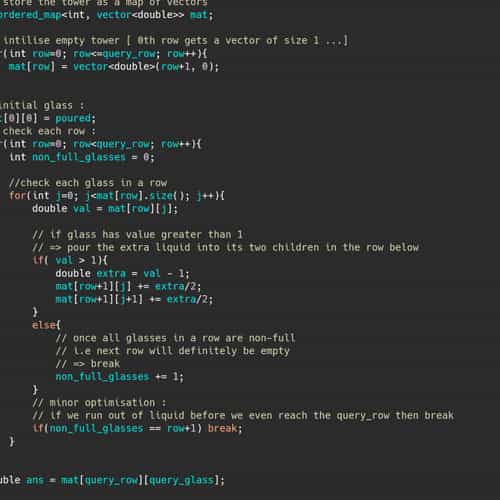 store the tower as a map of vectors
ordered_map<int, vector<double>> mat;
intilise empty tower [ 0th row gets a vector of size 1 ...]
r(int row=0; row<=query_row; row++){
mat[row] = vector<double>(row+1, 0);
initial glass :
t[0][0] = poured;
check each row :
r(int row=0; row<query_row; row++){
int non_full_glasses = 0;
//check each glass in a row
for(int j=0; j<mat[row].size(); j++){
double val = mat[row][j];
// if glass has value greater than 1
// => pour the extra liquid into its two children in the row below
if( val > 1){
double extra = val - 1;
mat[row+1][j] += extra/2;
mat[row+1][j+1] += extra/2;
}
else{
// once all glasses in a row are non-full
// i.e next row will definitely be empty
// => break
non_full_glasses += 1;
}
// minor optimisation :
// if we run out of liquid before we even reach the query_row then break
if(non_full_glasses == row+1) break;
}
uble ans = mat[query_row][query_glass];